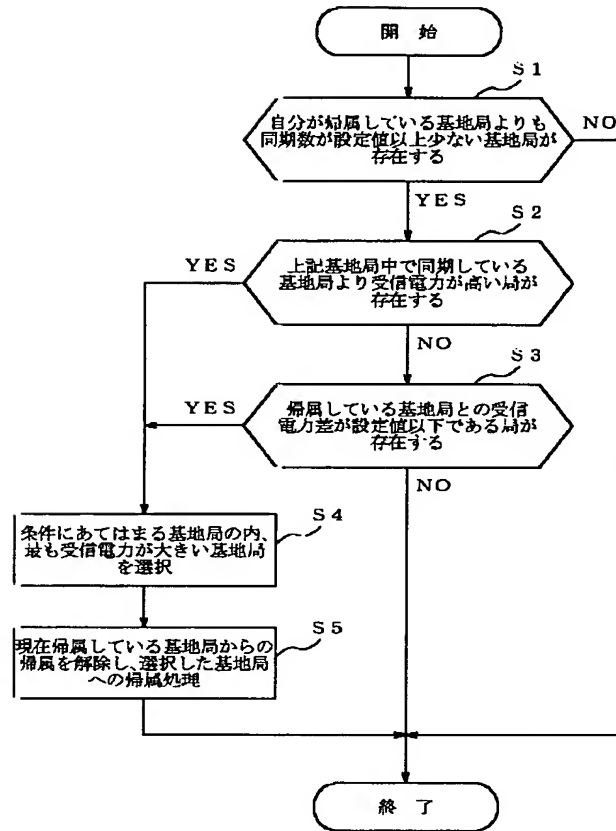 開 始
S1
自分が帰属している基地局よりも
同期数が設定値以上少ない基地局が
存在する
NO
YES
S2
上記基地局中で同期している
基地局より受信電力が高い局が
存在する
YES
NO
S3
帰属している基地局との受信
電力差が設定値以下である局が
存在する
YES
NO
S4
条件にあてはまる基地局の内、
最も受信電力が大きい基地局
を選択
S5
現在帰属している基地局からの
帰属を解除し、選択した基地局
への帰属処理
終 了